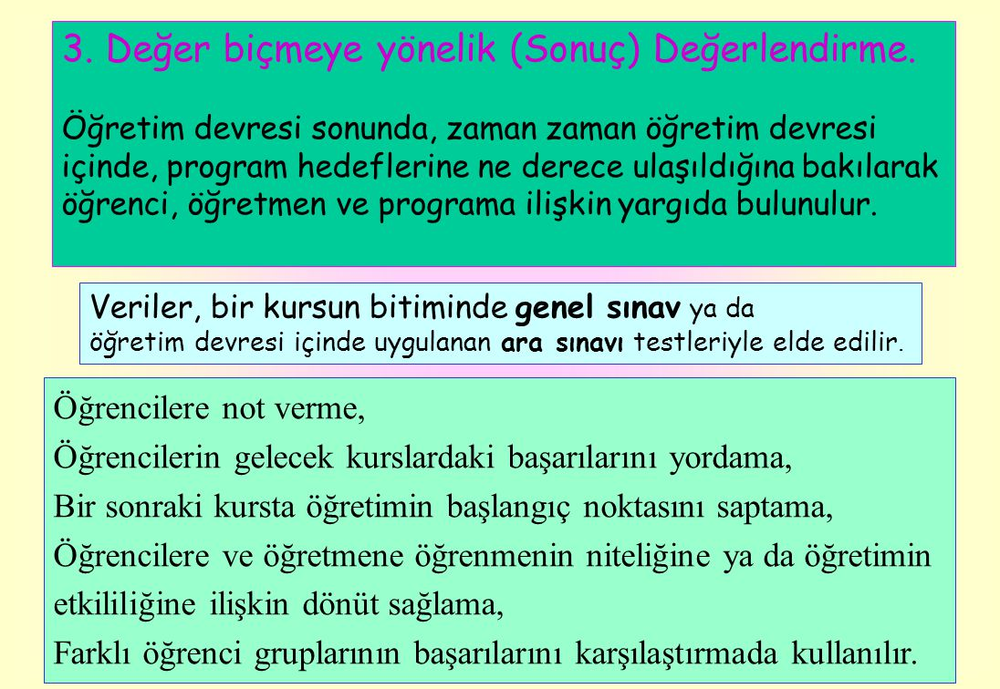 3. Değer biçmeye yönelik (Sonuç) Değerlendirme.
Öğretim devresi sonunda, zaman zaman öğretim devresi
içinde, program hedeflerine ne derece ulaşıldığına bakılarak
öğrenci, öğretmen ve programa ilişkin yargıda bulunulur.
Veriler, bir kursun bitiminde genel sınav ya da
öğretim devresi içinde uygulanan ara sınavı testleriyle elde edilir.
Öğrencilere not verme,
Öğrencilerin gelecek kurslardaki başarılarını yordama,
Bir sonraki kursta öğretimin başlangıç noktasını saptama,
Öğrencilere ve öğretmene öğrenmenin niteliğine ya da öğretimin
etkililiğine ilişkin dönüt sağlama,
Farklı öğrenci gruplarının başarılarını karşılaştırmada kullanılır.